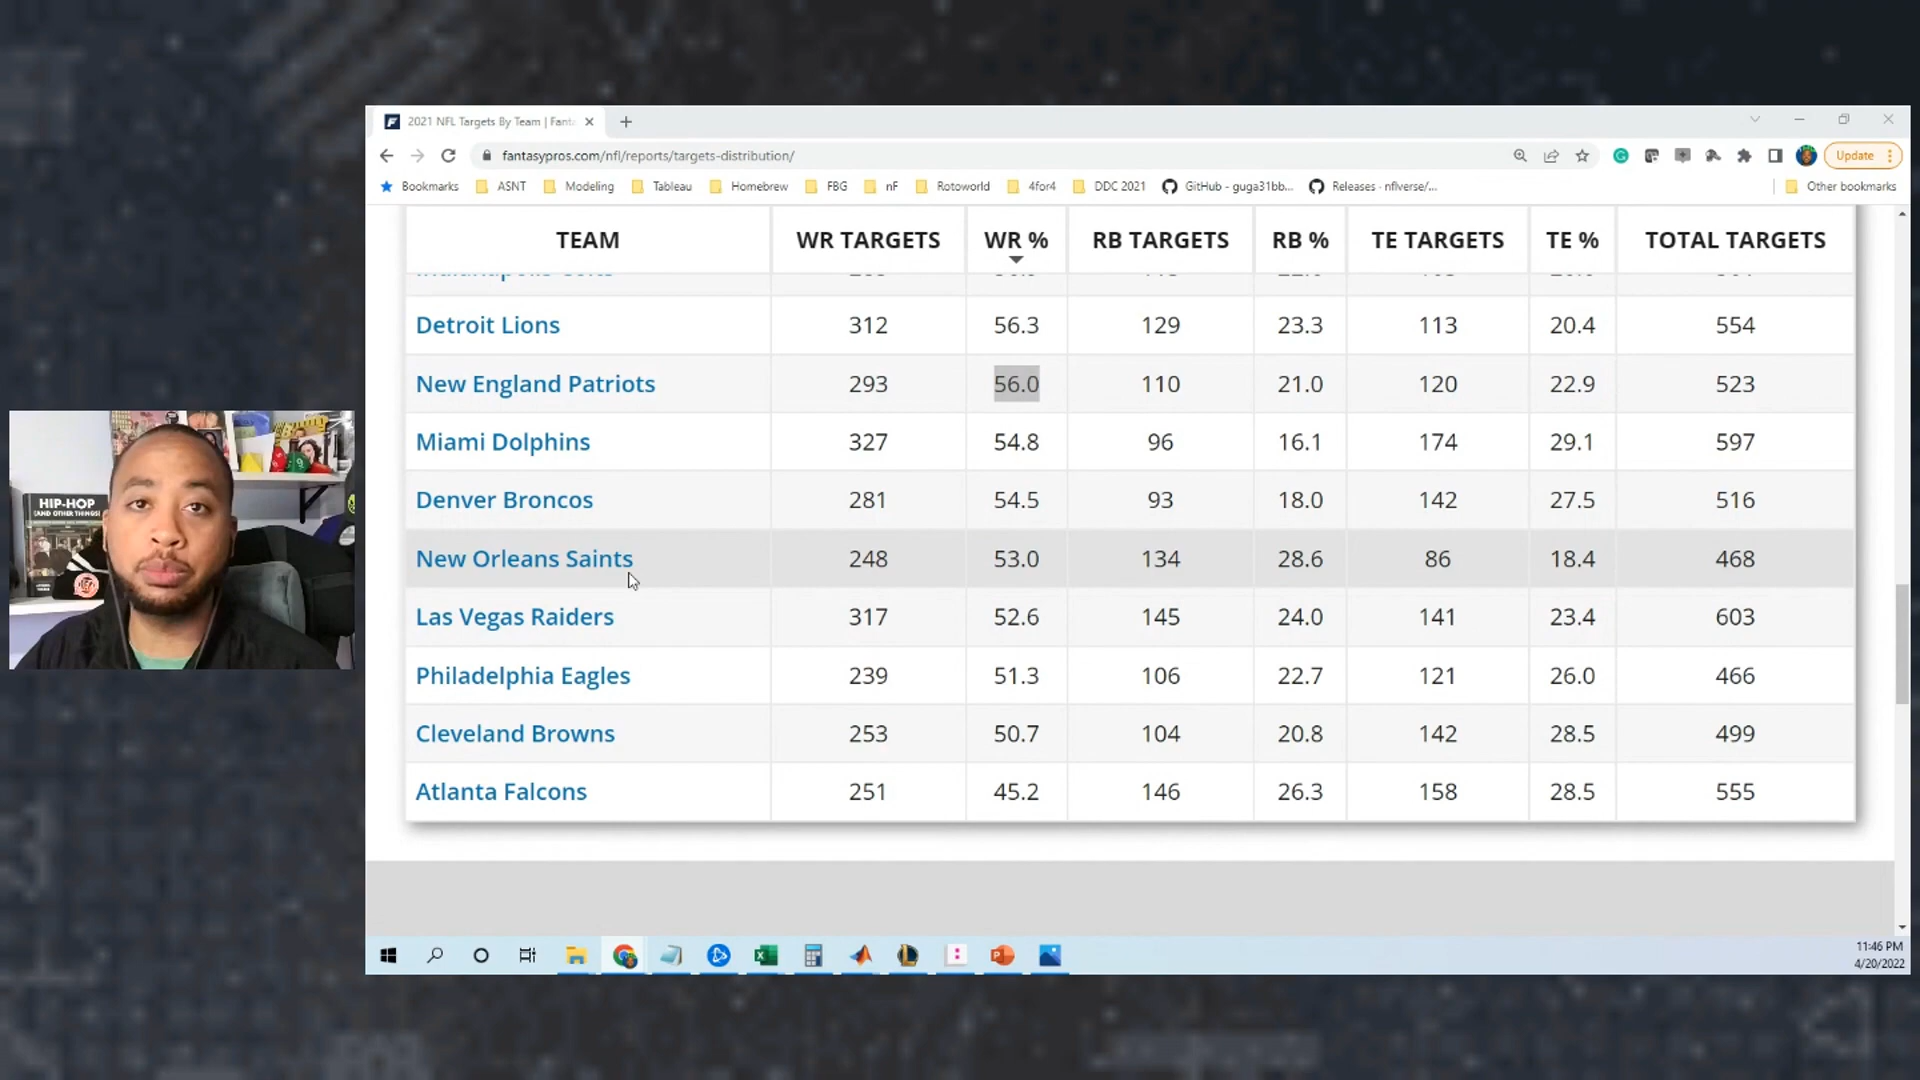 2021 NFL Targets By Team | Fanta
fantasypros.com/nfl/reports/targets-distribution/
Update
Bookmarks ASNT Modeling Tableau Homebrew FBG nF Rotoworld 4for4 DDC 2021 GitHub - guga31bb... Releases · nflverse/... Other bookmarks
TEAM WR TARGETS WR % RB TARGETS RB % TE TARGETS TE % TOTAL TARGETS
Indianapolis Colts
Detroit Lions 312 56.3 129 23.3 113 20.4 554
New England Patriots 293 56.0 110 21.0 120 22.9 523
Miami Dolphins 327 54.8 96 16.1 174 29.1 597
Denver Broncos 281 54.5 93 18.0 142 27.5 516
New Orleans Saints 248 53.0 134 28.6 86 18.4 468
Las Vegas Raiders 317 52.6 145 24.0 141 23.4 603
Philadelphia Eagles 239 51.3 106 22.7 121 26.0 466
Cleveland Browns 253 50.7 104 20.8 142 28.5 499
Atlanta Falcons 251 45.2 146 26.3 158 28.5 555
HIP-HOP
(AND OTHER THINGS)
11:46 PM
4/20/2022